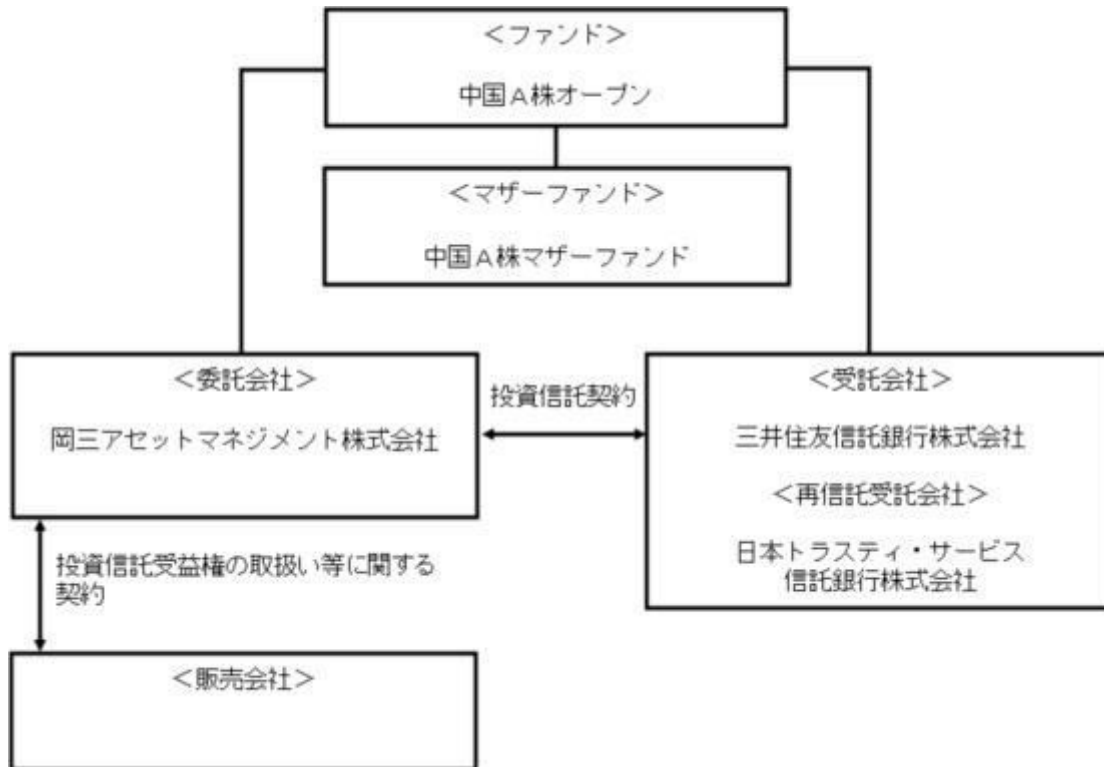 ＜ファンド＞
中国Ａ株オープン
＜マザーファンド＞
中国Ａ株マザーファンド
＜委託会社＞
岡三アセットマネジメント株式会社
投資信託契約
＜受託会社＞
三井住友信託銀行株式会社
＜再信託受託会社＞
日本トラスティ・サービス
信託銀行株式会社
投資信託受益権の取扱い等に関する
契約
＜販売会社＞